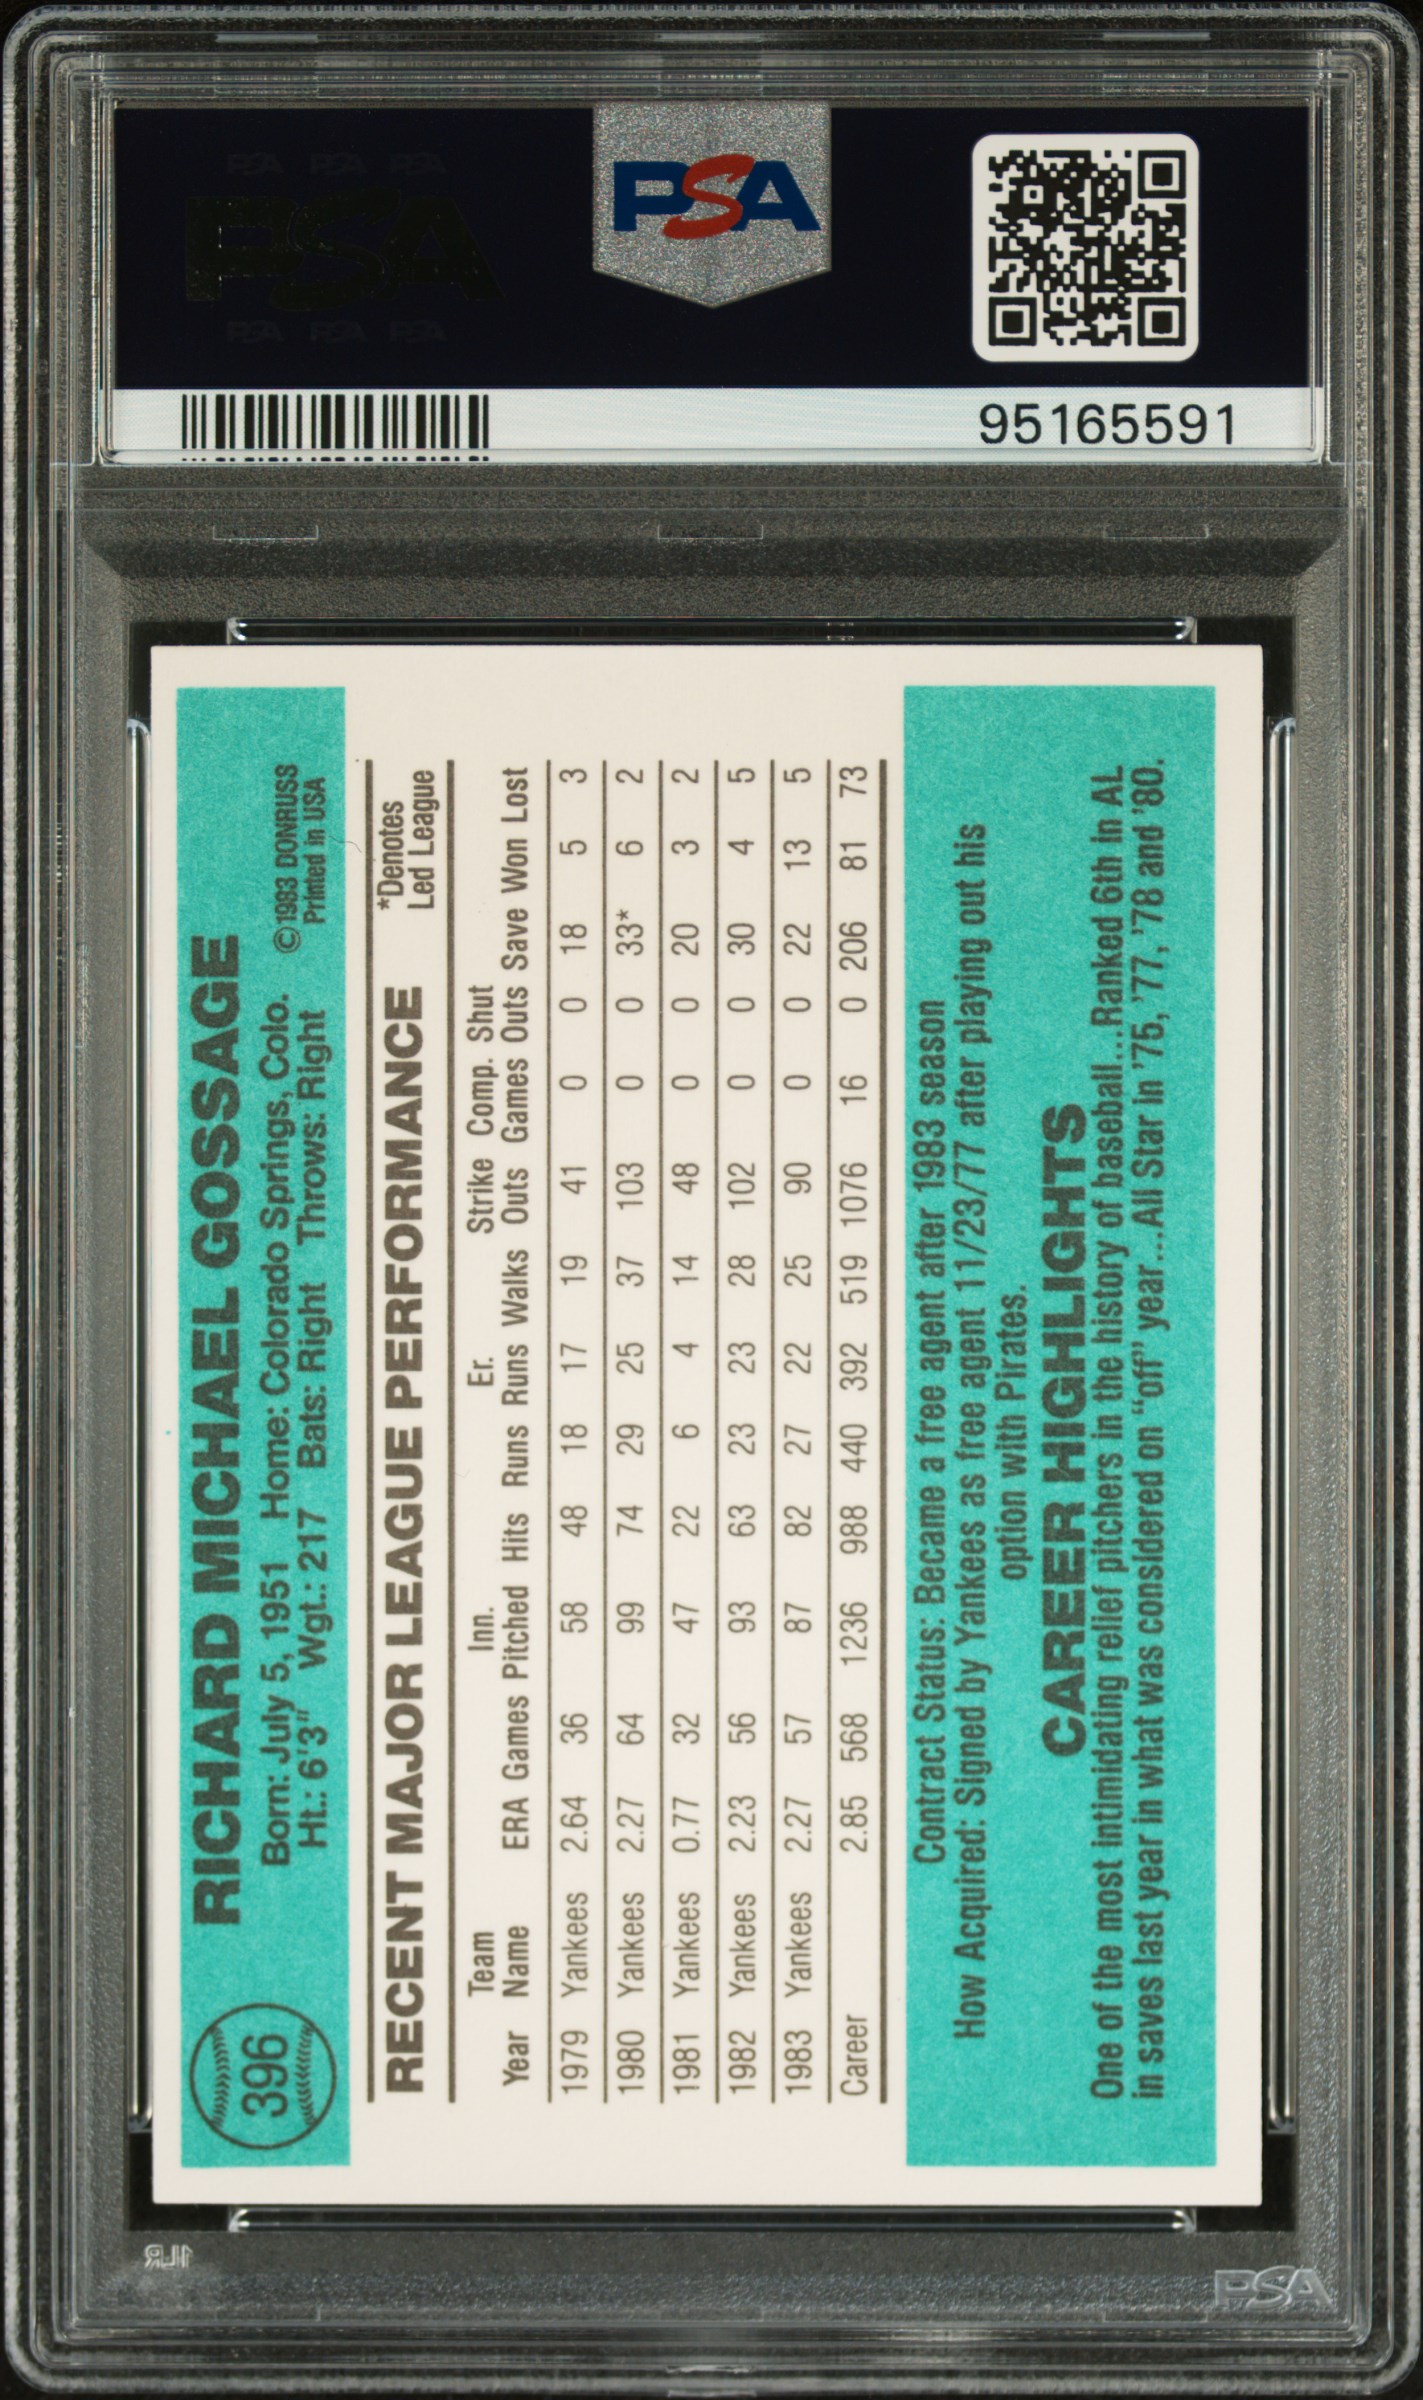 PSA PSA PSA
PSA
PSA PSA PSA
PSA
95165591
396
RICHARD MICHAEL GOSSAGE
Born: July 5, 1951 Home: Colorado Springs, Colo.
Ht.: 6'3" Wgt.: 217 Bats: Right Throws: Right
©1983 DONRUSS
Printed in USA
RECENT MAJOR LEAGUE PERFORMANCE
*Denotes
Led League
Team Inn. Er. Strike Comp. Shut
Year Name ERA Games Pitched Hits Runs Runs Walks Outs Games Outs Save Won Lost
1979 Yankees 2.64 36 58 48 18 17 19 41 0 0 18 5 3
1980 Yankees 2.27 64 99 74 29 25 37 103 0 0 33* 6 2
1981 Yankees 0.77 32 47 22 6 4 14 48 0 0 20 3 2
1982 Yankees 2.23 56 93 63 23 23 28 102 0 0 30 4 5
1983 Yankees 2.27 57 87 82 27 22 25 90 0 0 22 13 5
Career 2.85 568 1236 988 440 392 519 1076 16 0 206 81 73
Contract Status: Became a free agent after 1983 season
How Acquired: Signed by Yankees as free agent 11/23/77 after playing out his
option with Pirates.
CAREER HIGHLIGHTS
One of the most intimidating relief pitchers in the history of baseball...Ranked 6th in AL
in saves last year in what was considered on "off" year....All Star in '75, '77, '78 and '80.
1LR
PSA